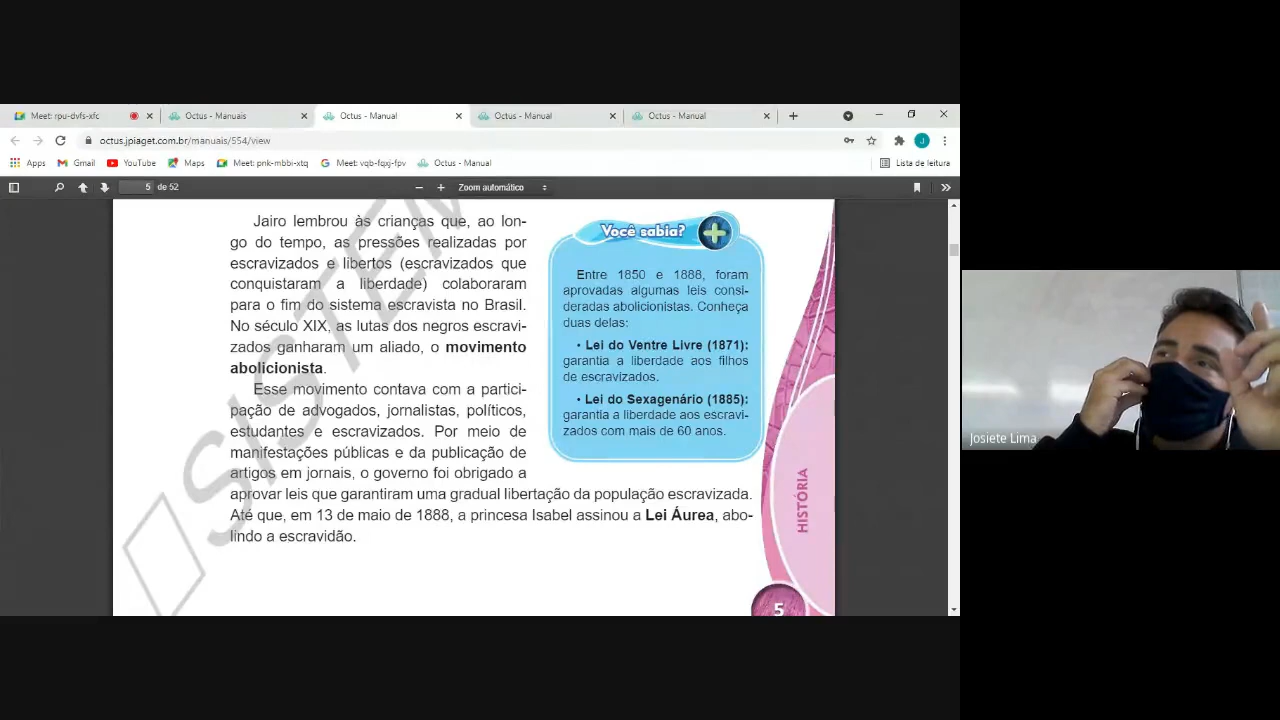 Meet: rpu-dvfs-xfc
Octus - Manuais
Octus - Manual
Octus - Manual
Octus - Manual
octus.jpiaget.com.br/manuais/554/view
J
Apps
Gmail
YouTube
Maps
Meet: pnk-mbbi-xtq
Meet: vqb-fqxj-fpv
Octus - Manual
Lista de leitura
5 de 52
Zoom automático
Jairo lembrou às crianças que, ao lon-
go do tempo, as pressões realizadas por
escravizados e libertos (escravizados que
conquistaram a liberdade) colaboraram
para o fim do sistema escravista no Brasil.
No século XIX, as lutas dos negros escravi-
zados ganharam um aliado, o movimento
abolicionista.
Esse movimento contava com a partici-
pação de advogados, jornalistas, políticos,
estudantes e escravizados. Por meio de
manifestações públicas e da publicação de
artigos em jornais, o governo foi obrigado a
aprovar leis que garantiram uma gradual libertação da população escravizada.
Até que, em 13 de maio de 1888, a princesa Isabel assinou a Lei Áurea, abo-
lindo a escravidão.
Você sabia?
Entre 1850 e 1888, foram
aprovadas algumas leis consi-
deradas abolicionistas. Conheça
duas delas:
• Lei do Ventre Livre (1871):
garantia a liberdade aos filhos
de escravizados.
• Lei do Sexagenário (1885):
garantia a liberdade aos escravi-
zados com mais de 60 anos.
HISTÓRIA
5
SISTEM
Josiete Lima